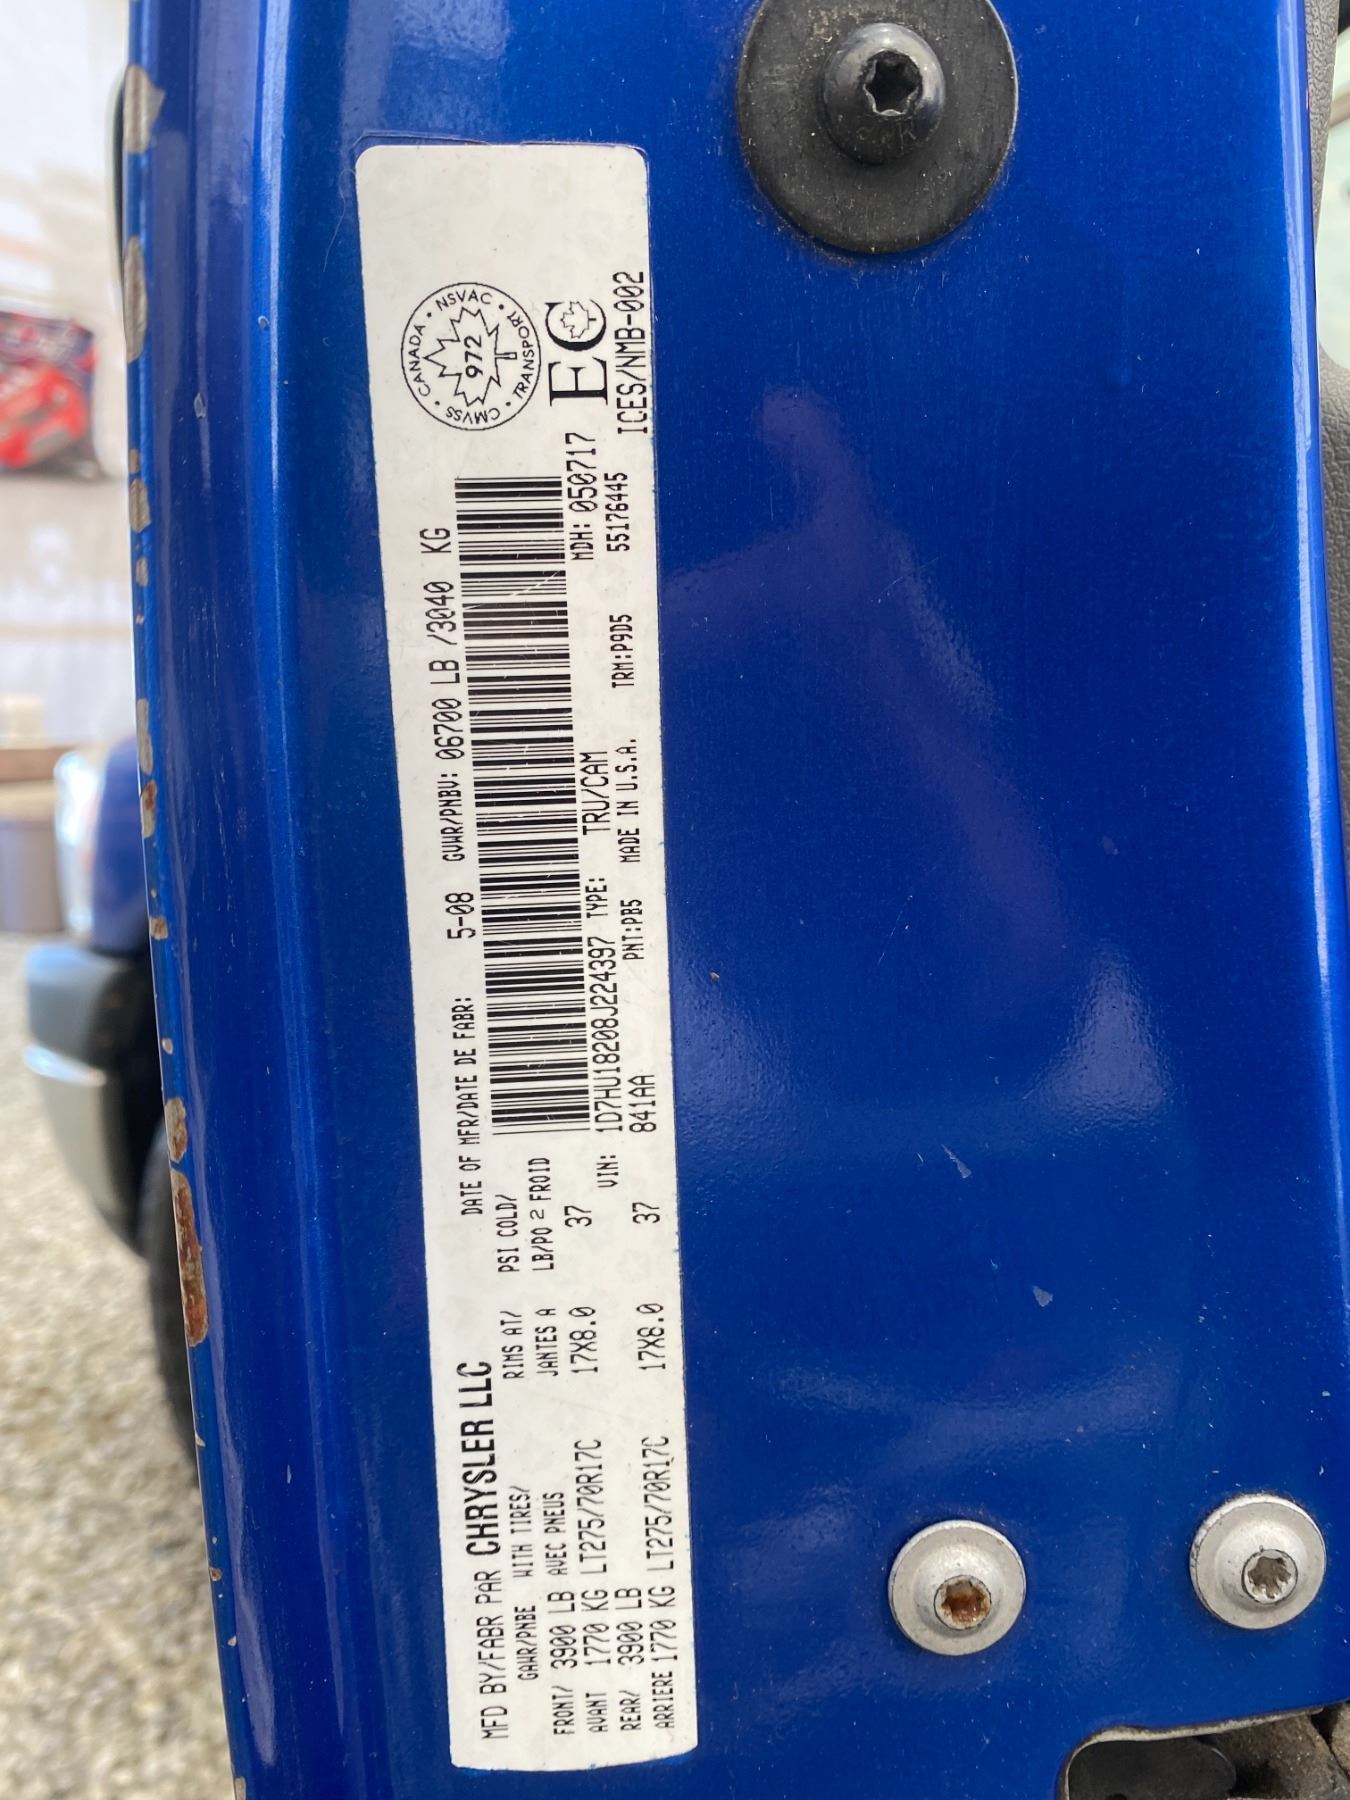 MFD BY/FABR PAR CHRYSLER LLC
DATE OF MFR/DATE DE FABR: 5-08 GVWR/PNBV: 06700 LB /3040 KG
GAWR/PNBE WITH TIRES/ RIMS AT/ PSI COLD/
AVEC PNEUS JANTES A LB/PO 2 FROID
FRONT/ 3900 LB
AVANT 1770 KG LT275/70R17C 17X8.0 37
REAR/ 3900 LB
ARRIERE 1770 KG LT275/70R17C 17X8.0 37
VIN: 1D7HU18208J224397 TYPE: TRU/CAM
MDH: 050717
841AA PNT:PB5 MADE IN U.S.A. TRM:P9D5 55176445
CANADA • NSVAC • TRANSPORT • CMVSS •
972
EC
ICES/NMB-002